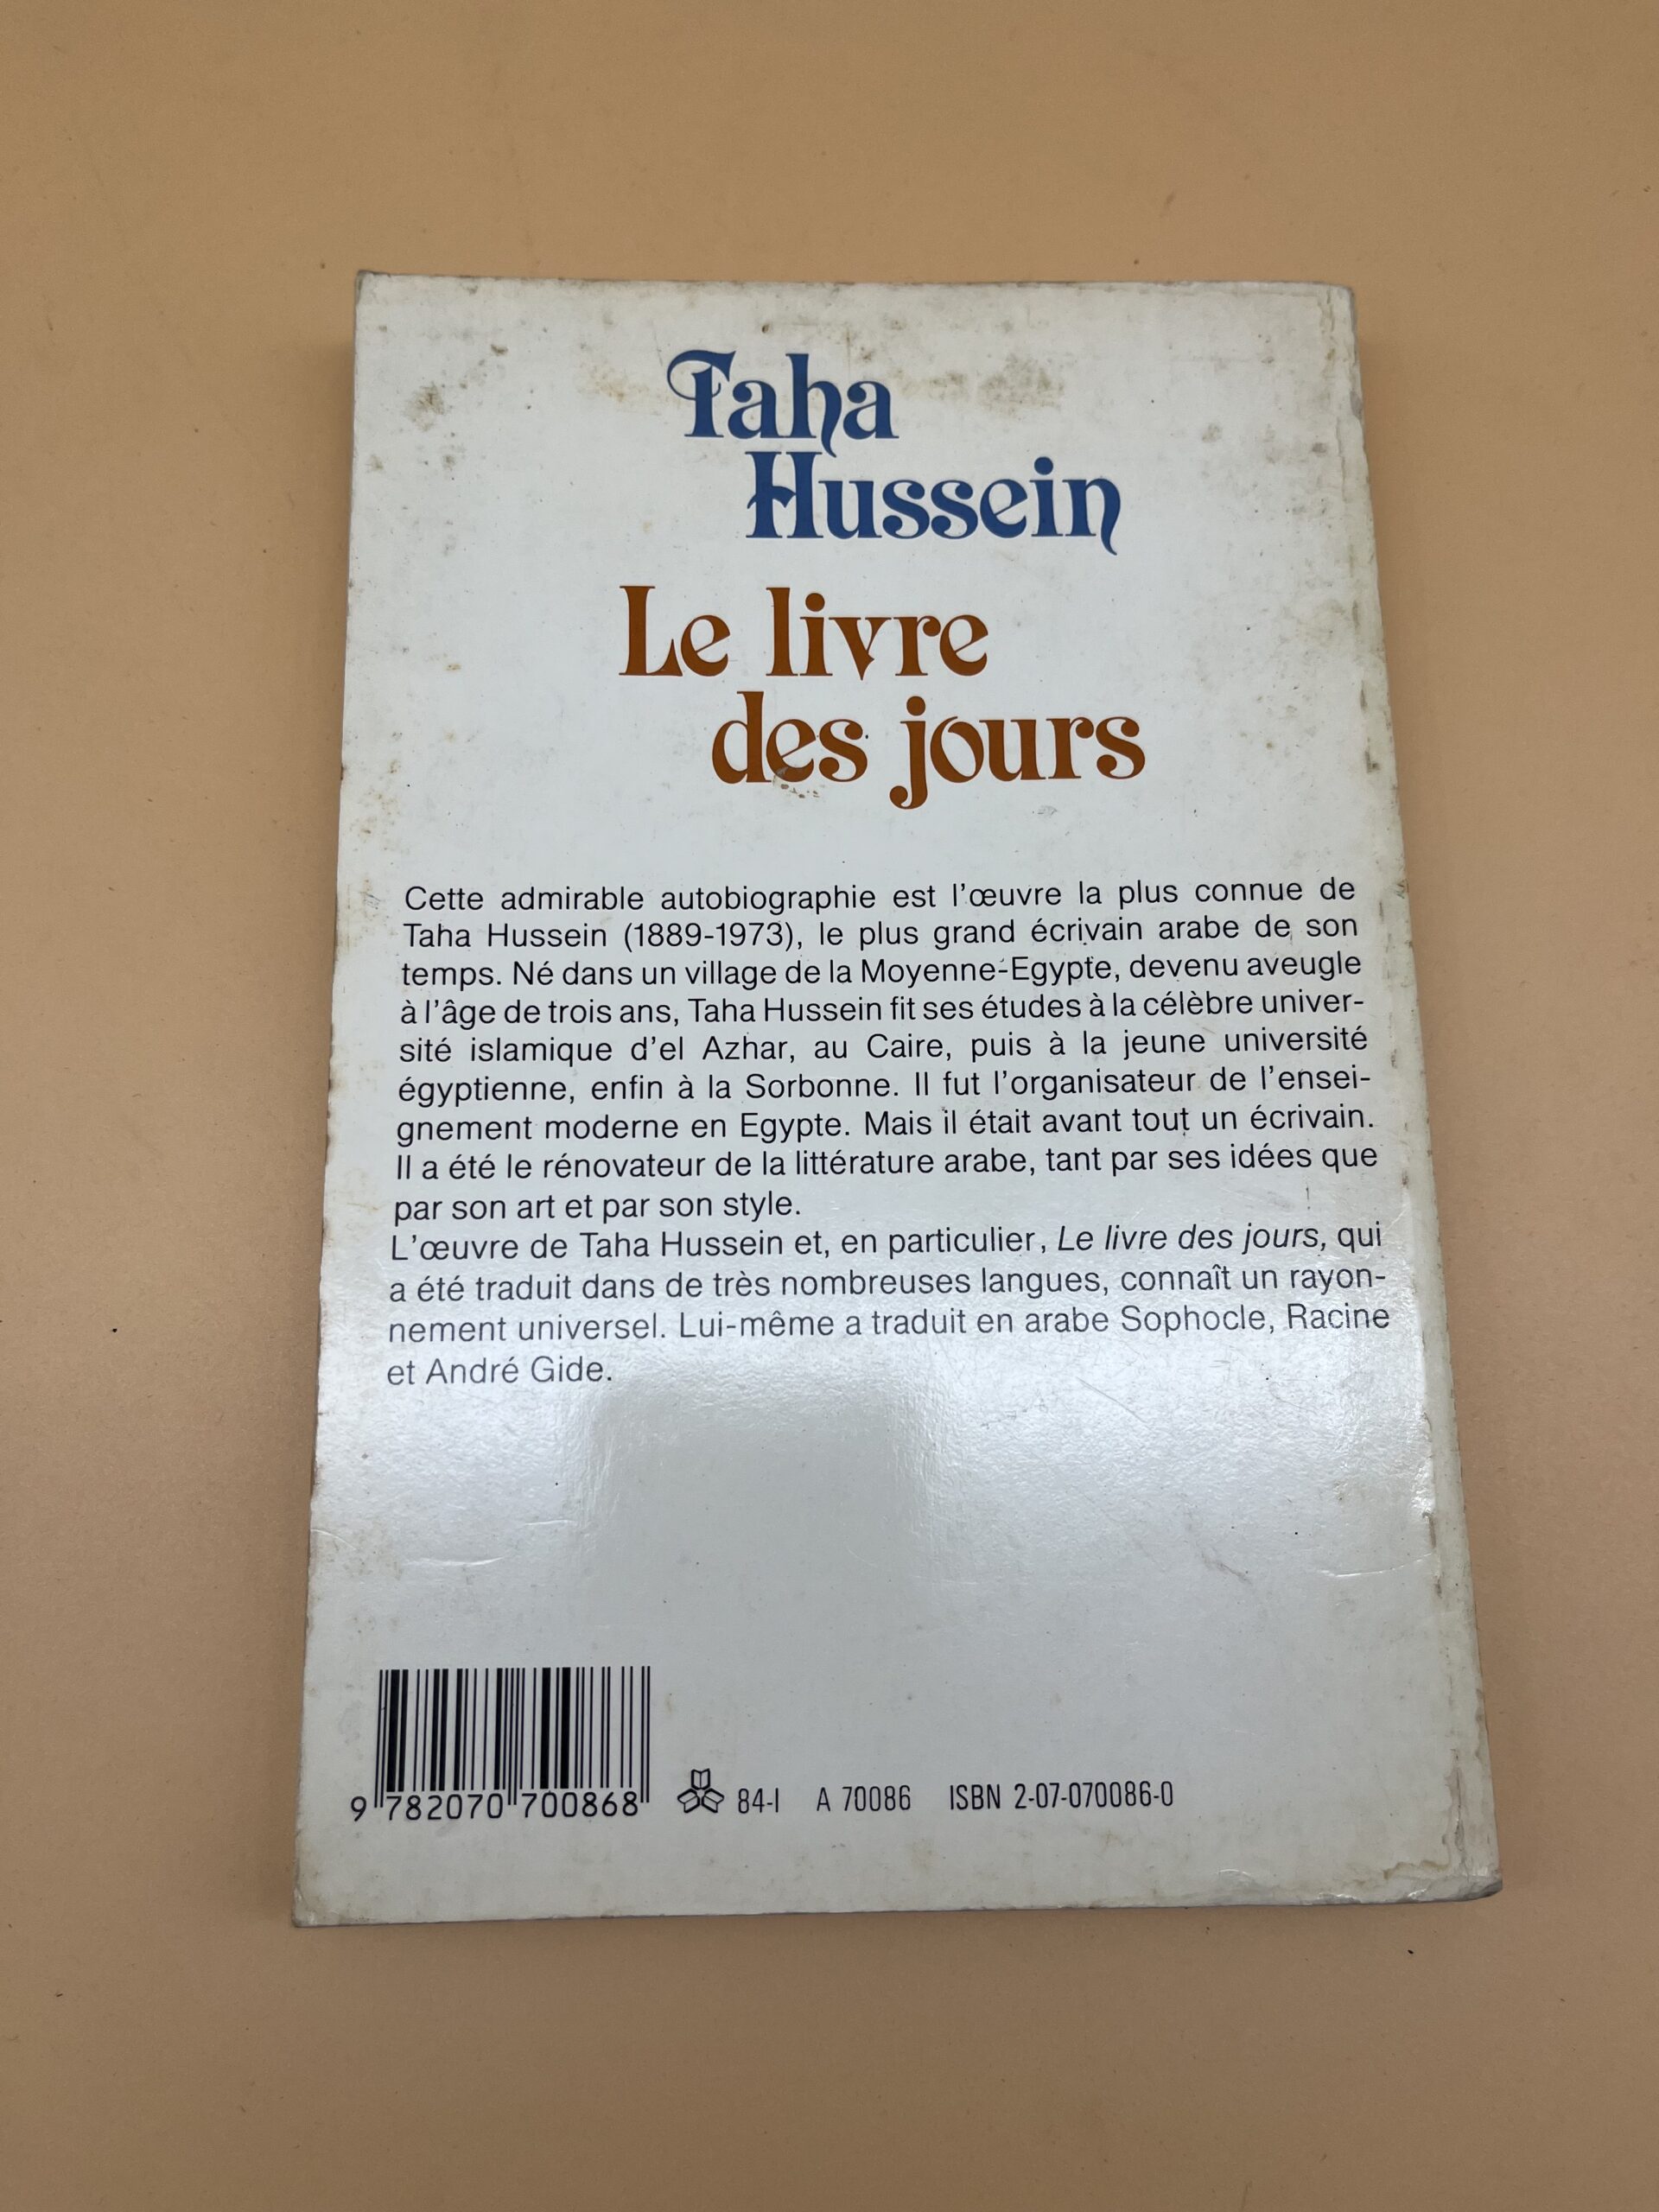 Taha
Hussein
Le livre
des jours
Cette admirable autobiographie est l'œuvre la plus connue de
Taha Hussein (1889-1973), le plus grand écrivain arabe de son
temps. Né dans un village de la Moyenne-Egypte, devenu aveugle
à l'âge de trois ans, Taha Hussein fit ses études à la célèbre univer-
sité islamique d'el Azhar, au Caire, puis à la jeune université
égyptienne, enfin à la Sorbonne. Il fut l'organisateur de l'ensei-
gnement moderne en Egypte. Mais il était avant tout un écrivain.
Il a été le rénovateur de la littérature arabe, tant par ses idées que
par son art et par son style.
L'œuvre de Taha Hussein et, en particulier, Le livre des jours, qui
a été traduit dans de très nombreuses langues, connaît un rayon-
nement universel. Lui-même a traduit en arabe Sophocle, Racine
et André Gide.
9 782070 700868 84-I A 70086 ISBN 2-07-070086-0